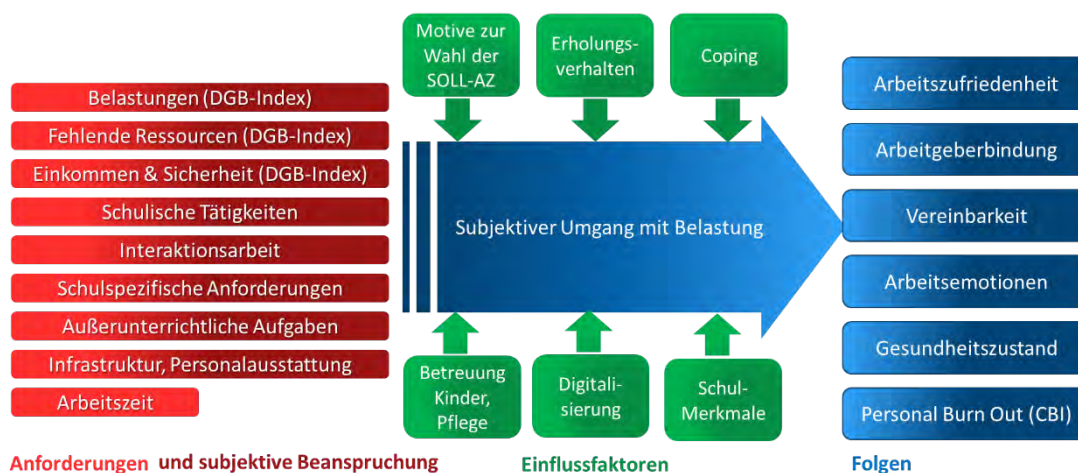 Belastungen (DGB-Index)
Fehlende Ressourcen (DGB-Index)
Einkommen & Sicherheit (DGB-Index)
Schulische Tätigkeiten
Interaktionsarbeit
Schulspezifische Anforderungen
Außerunterrichtliche Aufgaben
Infrastruktur, Personalausstattung
Arbeitszeit
Anforderungen und subjektive Beanspruchung
Motive zur
Wahl der
SOLL-AZ
Erholungs-
verhalten
Coping
Subjektiver Umgang mit Belastung
Betreuung
Kinder,
Pflege
Digitali-
sierung
Schul-
Merkmale
Einflussfaktoren
Arbeitszufriedenheit
Arbeitgeberbindung
Vereinbarkeit
Arbeitsemotionen
Gesundheitszustand
Personal Burn Out (CBI)
Folgen